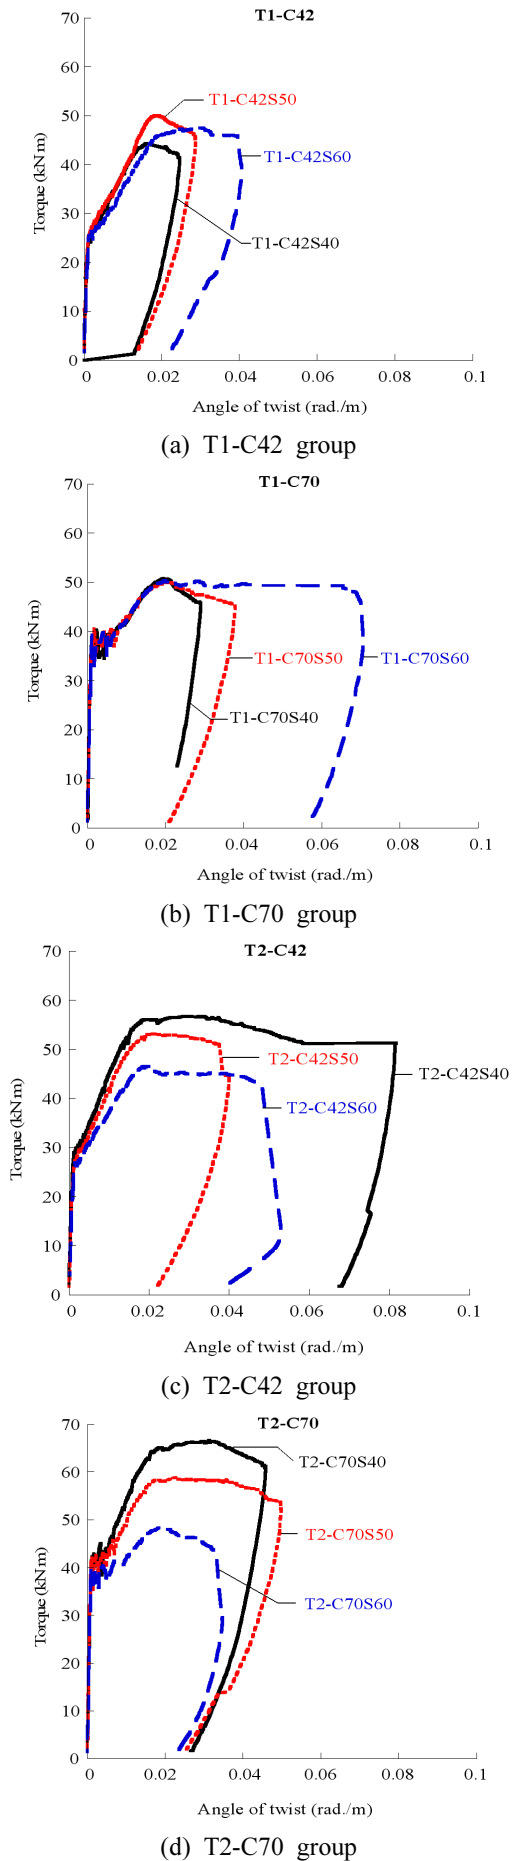 T1-C42
70
60
50
40
30
20
10
0
Torque (kN m)
T1-C42S50
T1-C42S60
T1-C42S40
0 0.02 0.04 0.06 0.08 0.1
Angle of twist (rad./m)
(a) T1-C42 group
T1-C70
70
60
50
40
30
20
10
0
Torque (kN m)
T1-C70S50
T1-C70S60
T1-C70S40
0 0.02 0.04 0.06 0.08 0.1
Angle of twist (rad./m)
(b) T1-C70 group
T2-C42
70
60
50
40
30
20
10
0
Torque (kN m)
T2-C42S50
T2-C42S40
T2-C42S60
0 0.02 0.04 0.06 0.08 0.1
Angle of twist (rad./m)
(c) T2-C42 group
T2-C70
70
60
50
40
30
20
10
0
Torque (kN m)
T2-C70S40
T2-C70S50
T2-C70S60
0 0.02 0.04 0.06 0.08 0.1
Angle of twist (rad./m)
(d) T2-C70 group